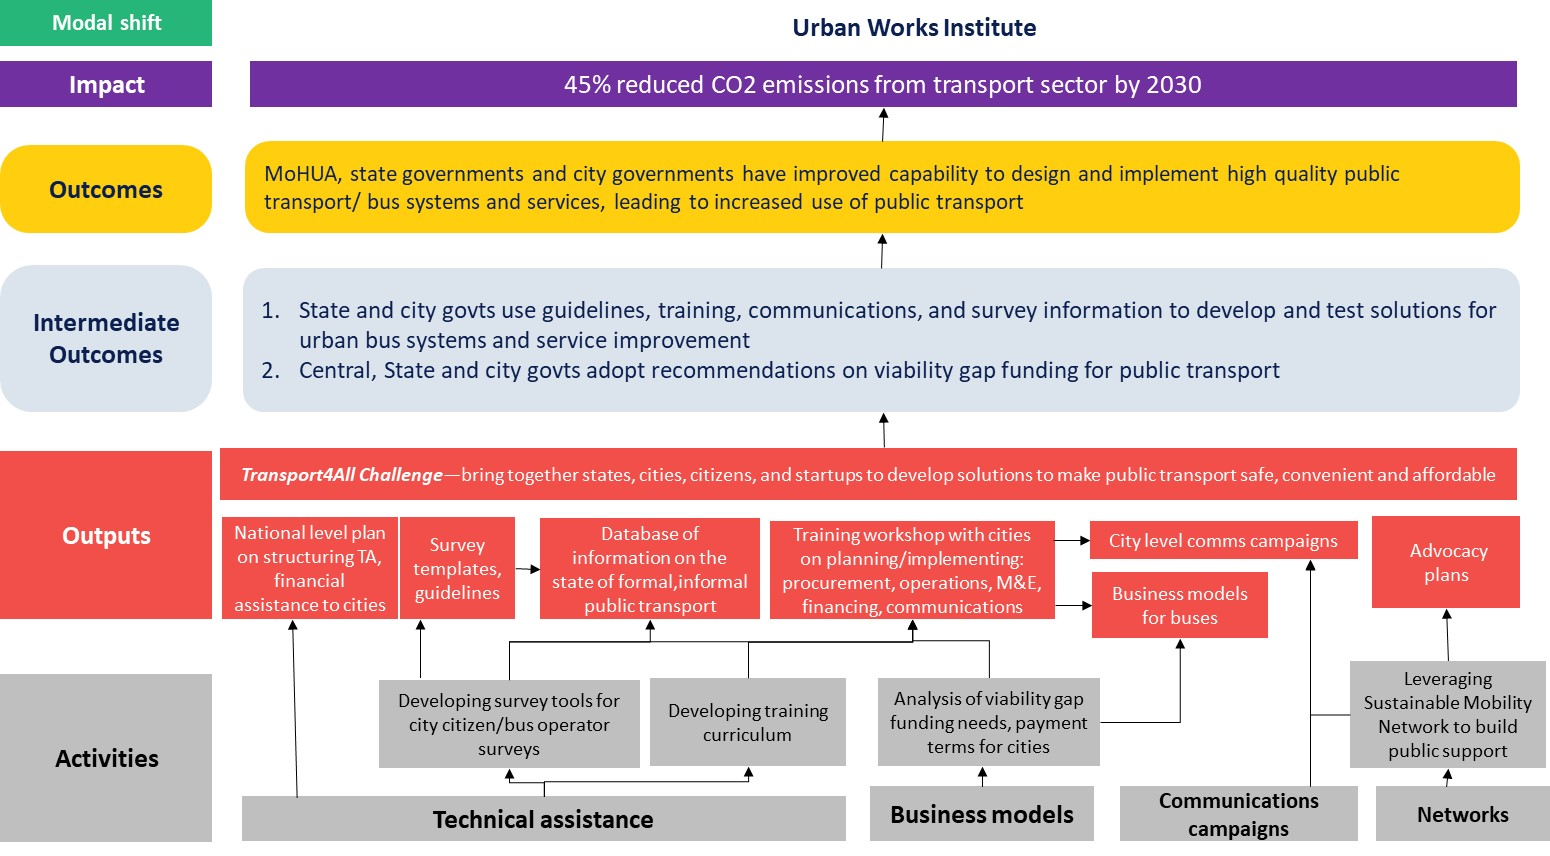 Modal shift
Urban Works Institute
Impact
45% reduced CO2 emissions from transport sector by 2030
Outcomes
MoHUA, state governments and city governments have improved capability to design and implement high quality public
transport/ bus systems and services, leading to increased use of public transport
Intermediate
Outcomes
1. State and city govts use guidelines, training, communications, and survey information to develop and test solutions for
urban bus systems and service improvement
2. Central, State and city govts adopt recommendations on viability gap funding for public transport
Outputs
Transport4All Challenge—bring together states, cities, citizens, and startups to develop solutions to make public transport safe, convenient and affordable
National level plan
on structuring TA,
financial
assistance to cities
Survey
templates,
guidelines
Database of
information on the
state of formal,informal
public transport
Training workshop with cities
on planning/implementing:
procurement, operations, M&E,
financing, communications
City level comms campaigns
Business models
for buses
Advocacy
plans
Activities
Developing survey tools for
city citizen/bus operator
surveys
Developing training
curriculum
Analysis of viability gap
funding needs, payment
terms for cities
Leveraging
Sustainable Mobility
Network to build
public support
Technical assistance
Business models
Communications
campaigns
Networks